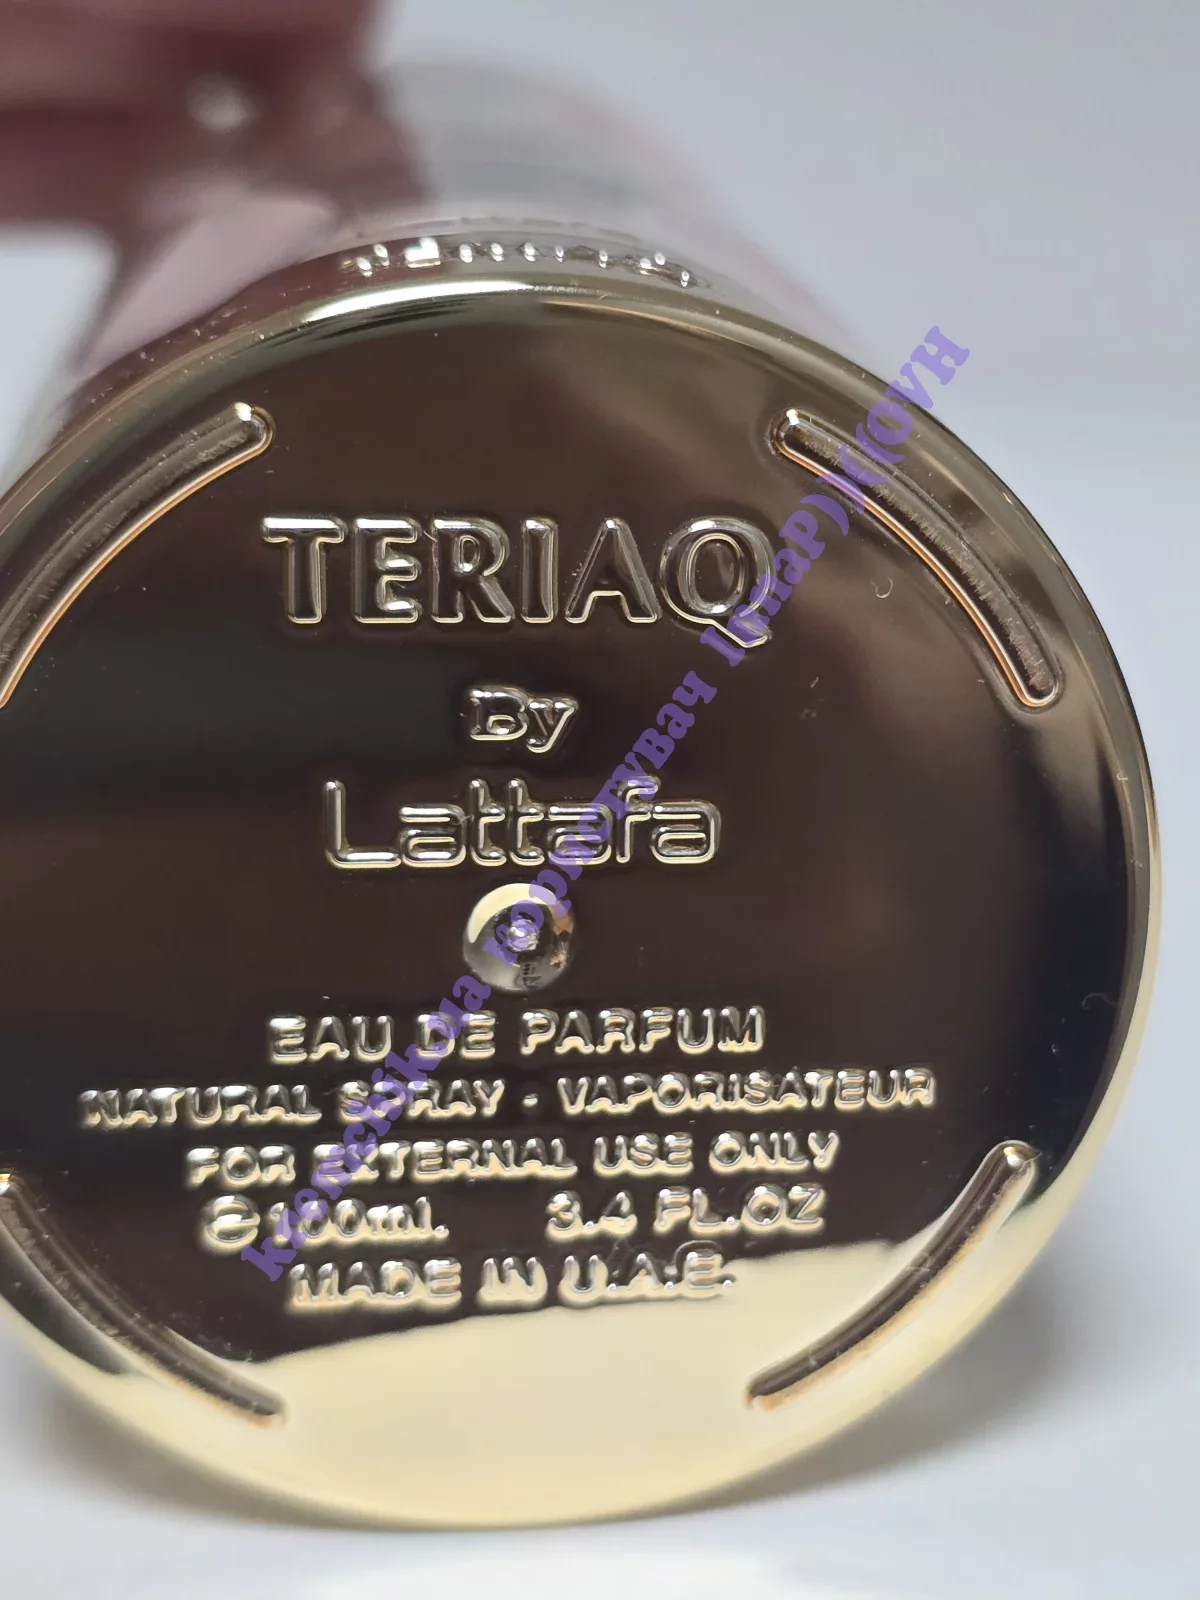 TERIAQ
By
Lattafa
EAU DE PARFUM
NATURAL SPRAY - VAPORISATEUR
FOR EXTERNAL USE ONLY
℮ 100ml. 3.4 FL.OZ
MADE IN U.A.E.